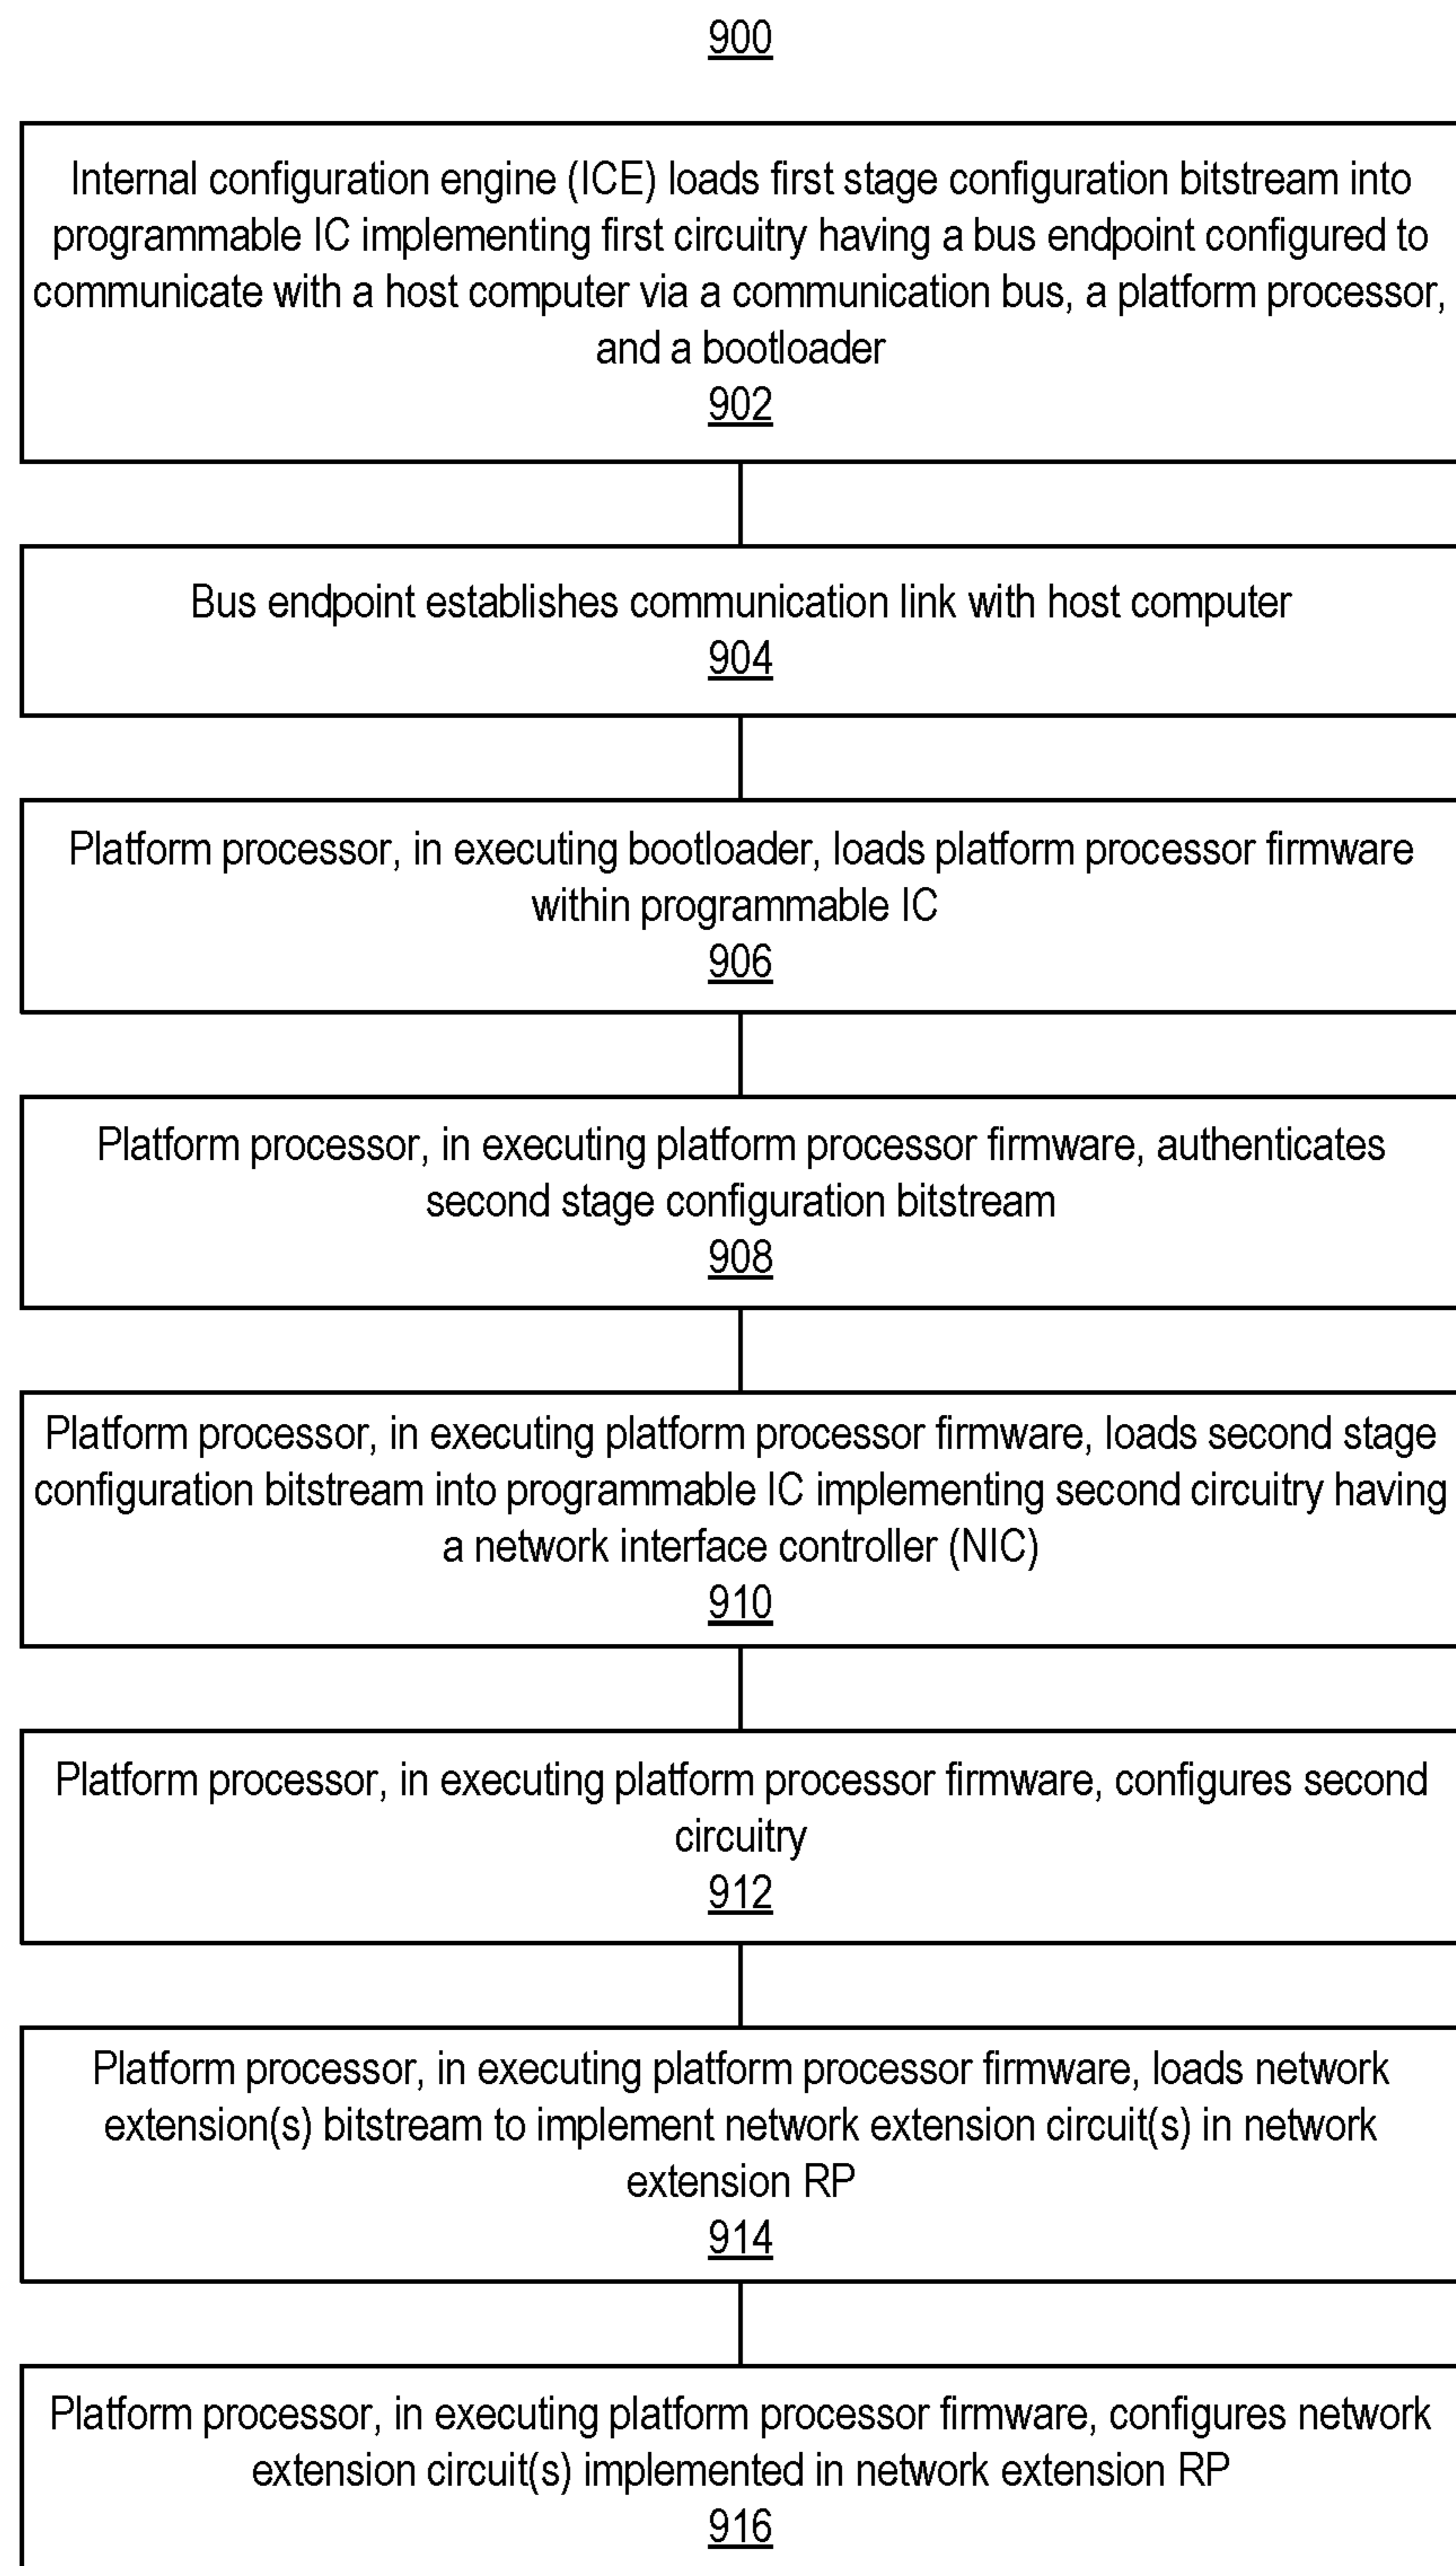 900
Internal configuration engine (ICE) loads first stage configuration bitstream into
programmable IC implementing first circuitry having a bus endpoint configured to
communicate with a host computer via a communication bus, a platform processor,
and a bootloader
902
Bus endpoint establishes communication link with host computer
904
Platform processor, in executing bootloader, loads platform processor firmware
within programmable IC
906
Platform processor, in executing platform processor firmware, authenticates
second stage configuration bitstream
908
Platform processor, in executing platform processor firmware, loads second stage
configuration bitstream into programmable IC implementing second circuitry having
a network interface controller (NIC)
910
Platform processor, in executing platform processor firmware, configures second
circuitry
912
Platform processor, in executing platform processor firmware, loads network
extension(s) bitstream to implement network extension circuit(s) in network
extension RP
914
Platform processor, in executing platform processor firmware, configures network
extension circuit(s) implemented in network extension RP
916